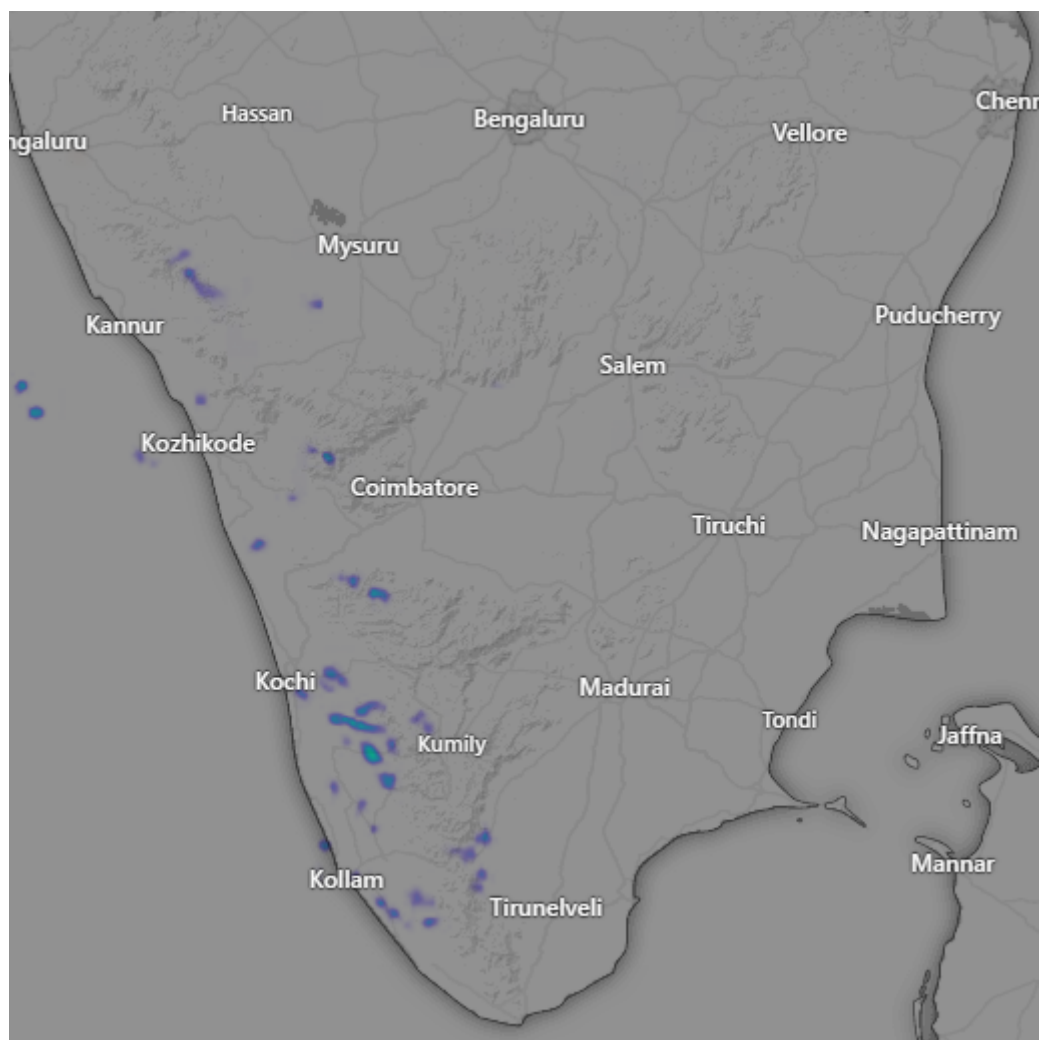 Chenn
Hassan
Bengaluru
Vellore
ngaluru
Mysuru
Puducherry
Kannur
Salem
Kozhikode
Coimbatore
Tiruchi
Nagapattinam
Kochi
Madurai
Tondi
Jaffna
Kumily
Mannar
Kollam
Tirunelveli